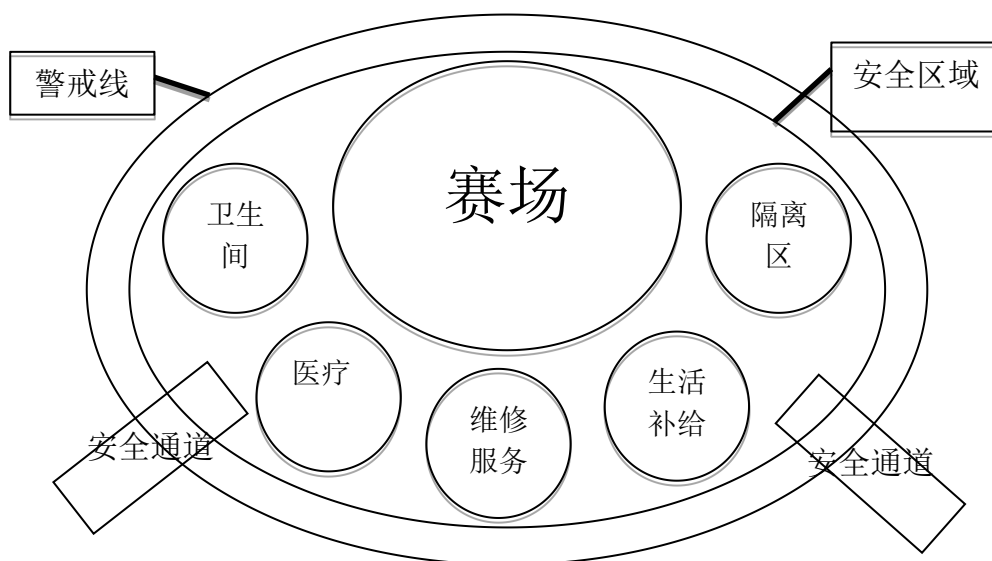 警戒线
安全区域
赛场
卫生
间
隔离
区
医疗
维修
服务
生活
补给
安全通道
安全通道